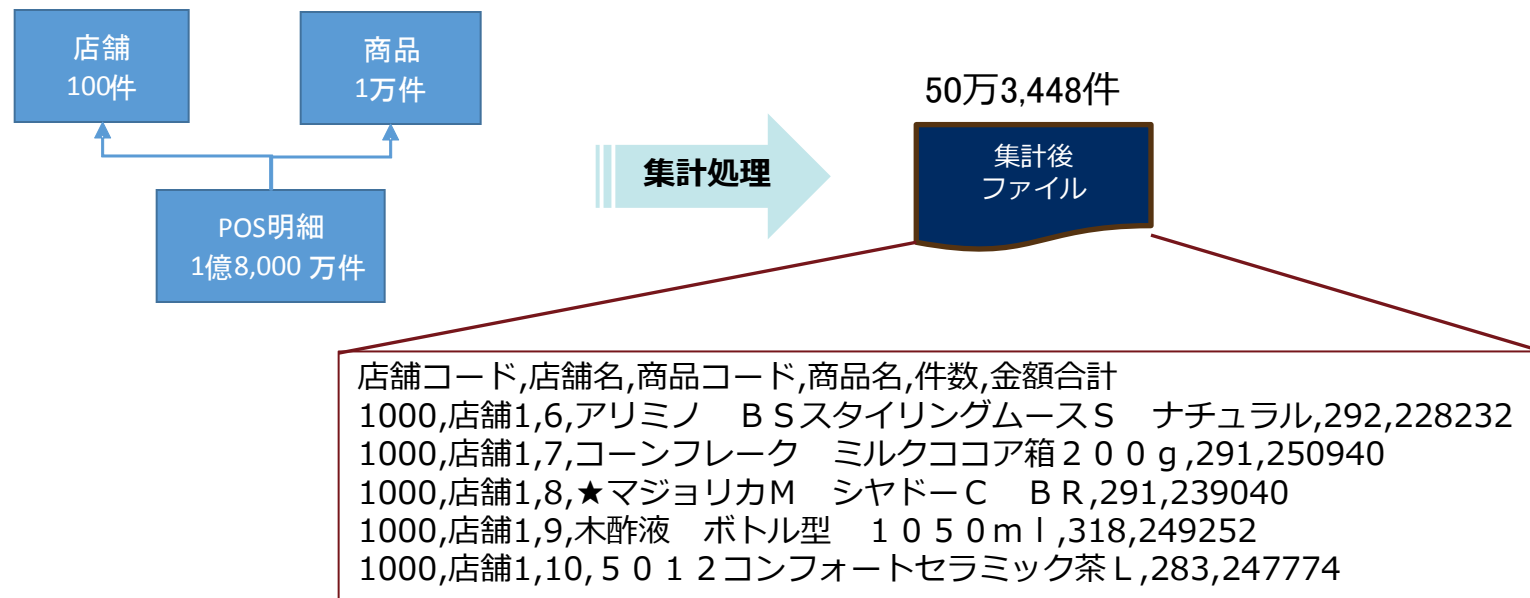 店舗
100件
商品
1万件
POS明細
1億8,000 万件
集計処理
50万3,448件
集計後
ファイル
店舗コード,店舗名,商品コード,商品名,件数,金額合計
1000,店舗1,6,アリミノ　ＢＳスタイリングムースＳ　ナチュラル,292,228232
1000,店舗1,7,コーンフレーク　ミルクココア箱２００ｇ,291,250940
1000,店舗1,8,★マジョリカＭ　シヤドーＣ　ＢＲ,291,239040
1000,店舗1,9,木酢液　ボトル型　１０５０ｍｌ,318,249252
1000,店舗1,10,５０１２コンフォートセラミック茶Ｌ,283,247774